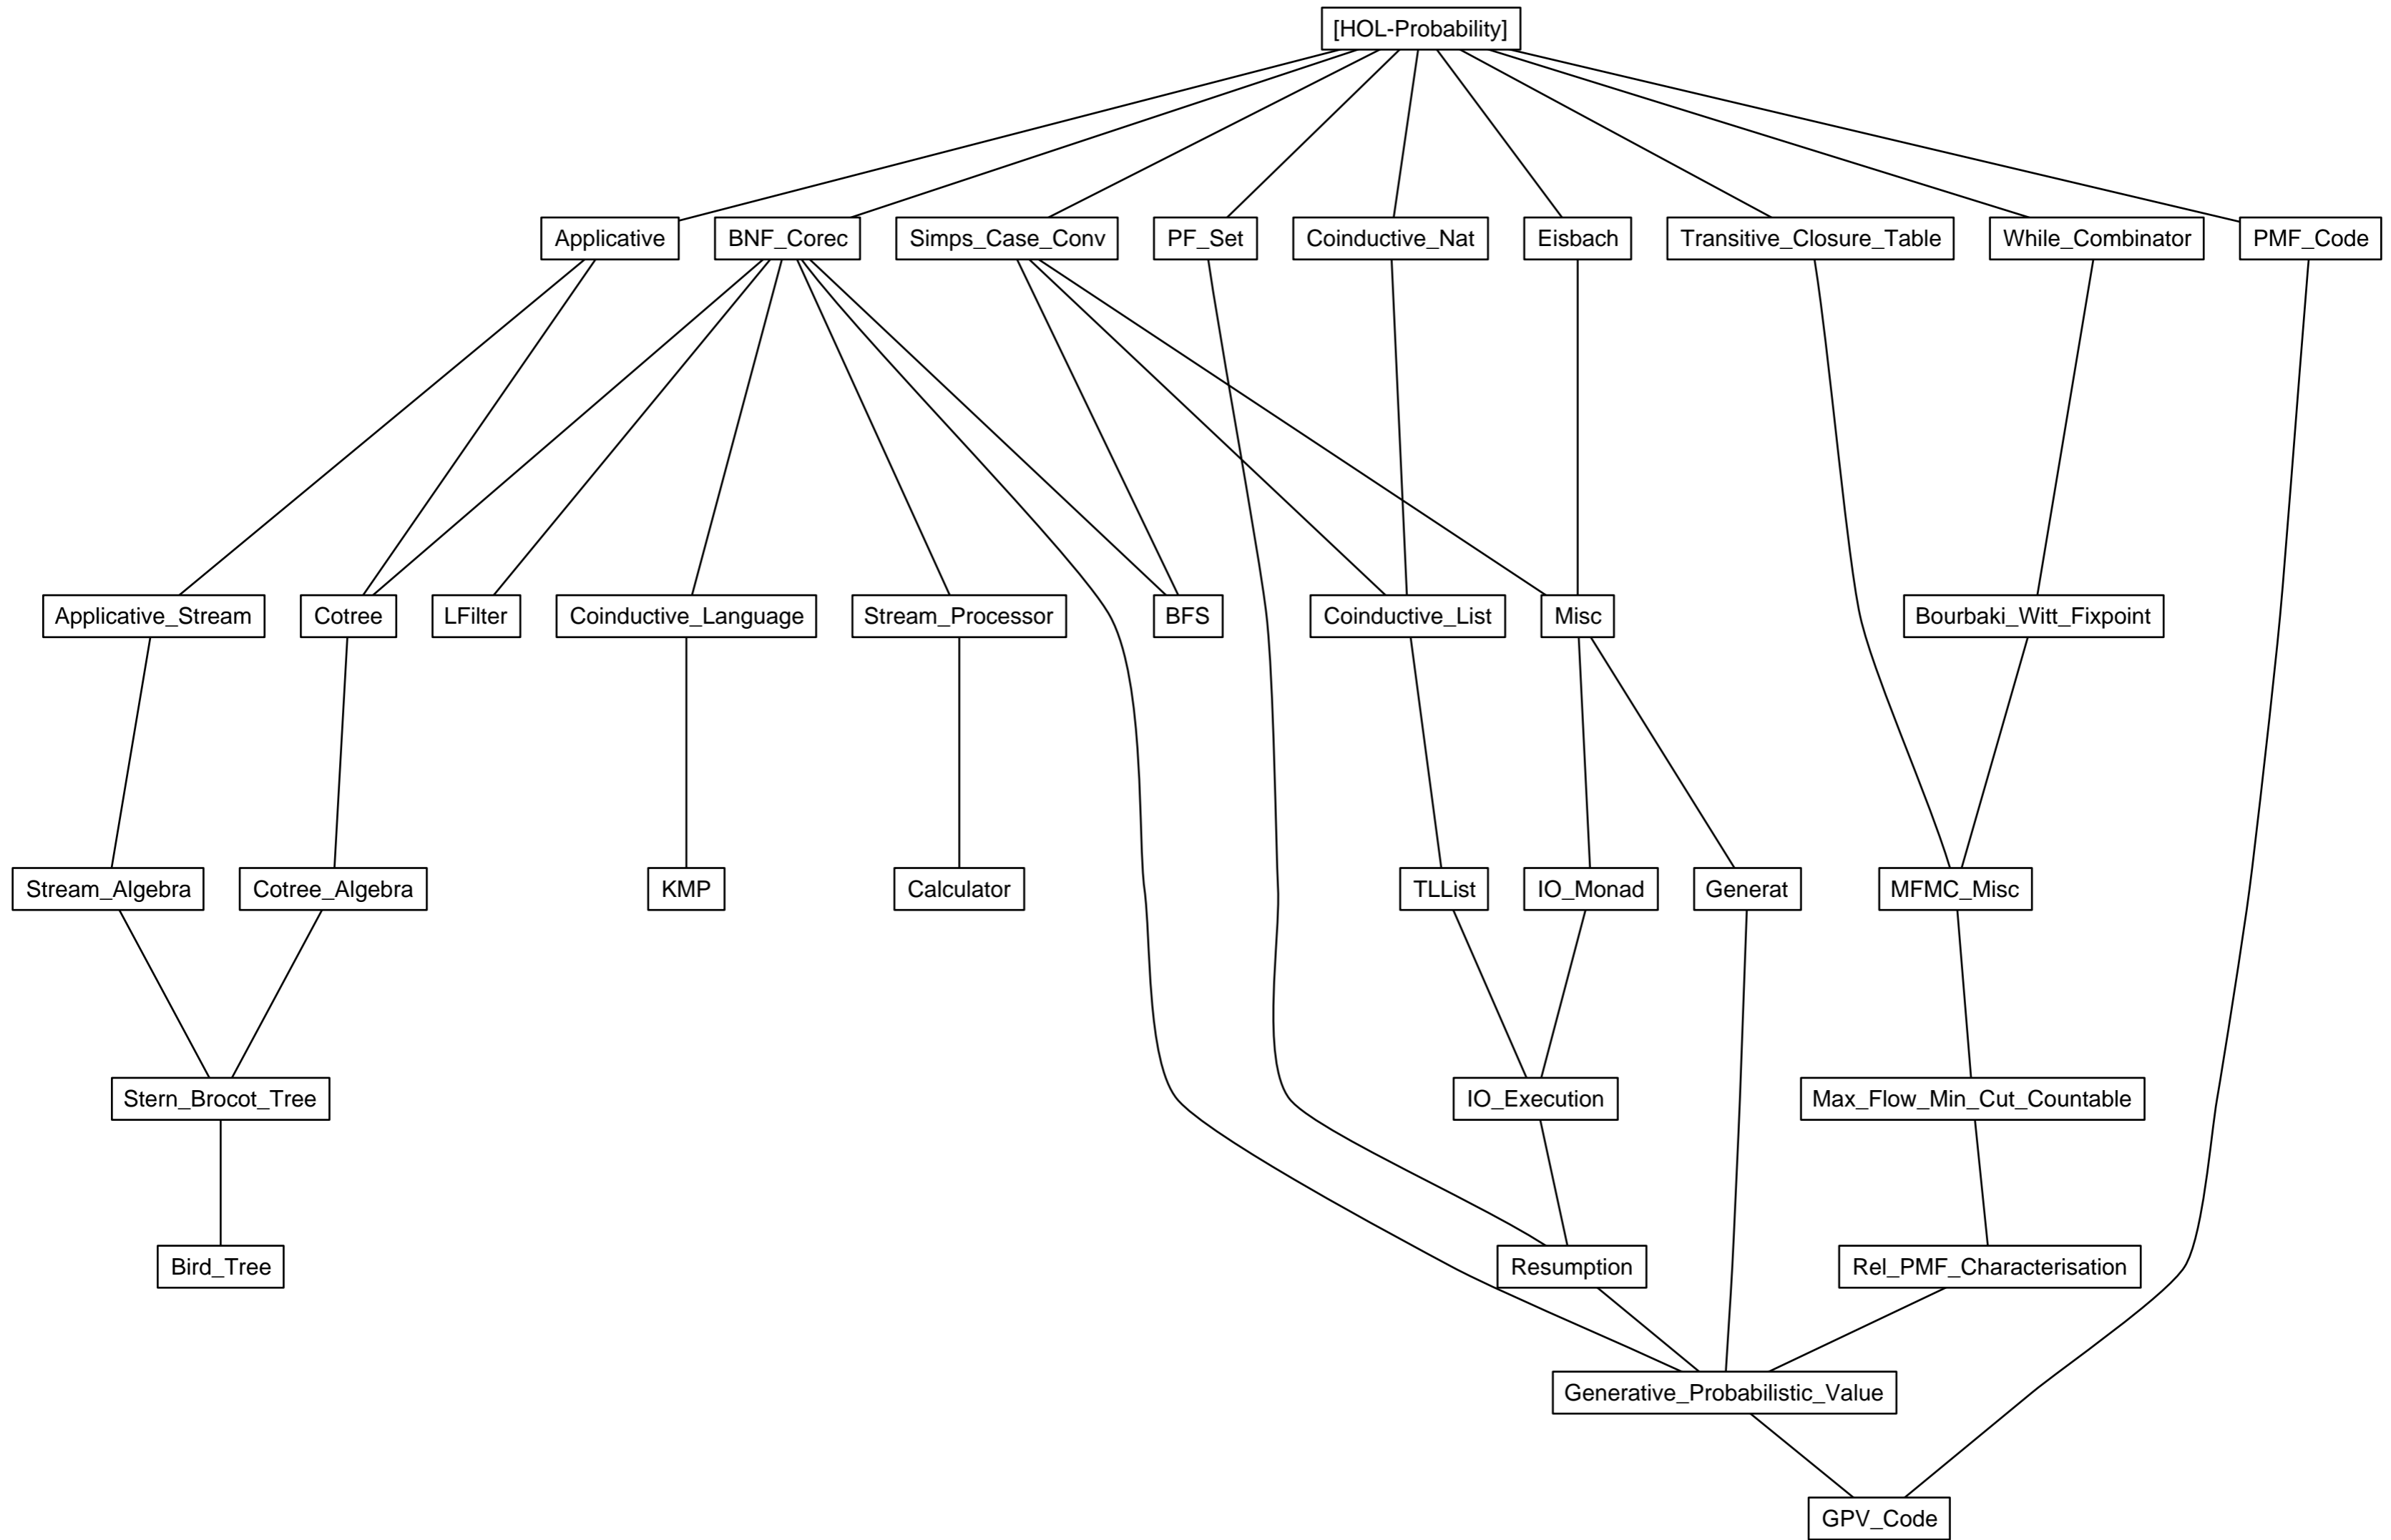 [HOL-Probability]
Applicative
BNF_Corec
Simps_Case_Conv
PF_Set
Coinductive_Nat
Eisbach
Transitive_Closure_Table
While_Combinator
PMF_Code
Applicative_Stream
Cotree
LFilter
Coinductive_Language
Stream_Processor
BFS
Coinductive_List
Misc
Bourbaki_Witt_Fixpoint
Stream_Algebra
Cotree_Algebra
KMP
Calculator
TLList
IO_Monad
Generat
MFMC_Misc
Stern_Brocot_Tree
IO_Execution
Max_Flow_Min_Cut_Countable
Bird_Tree
Resumption
Rel_PMF_Characterisation
Generative_Probabilistic_Value
GPV_Code